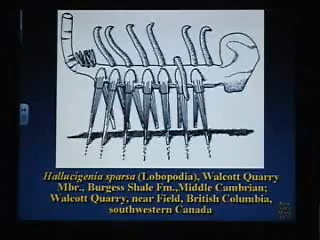 Hallucigenia sparsa (Lobopodia), Walcott Quarry
Mbr., Burgess Shale Fm.,Middle Cambrian;
Walcott Quarry, near Field, British Columbia,
southwestern Canada